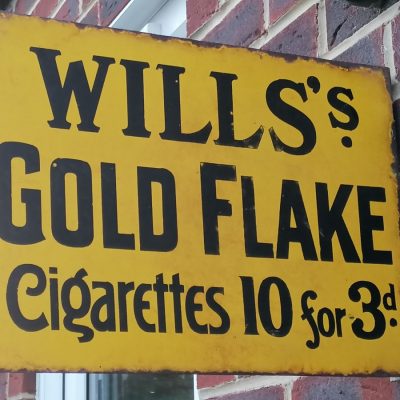 WILLS's.
GOLD FLAKE
Cigarettes 10 for 3d.